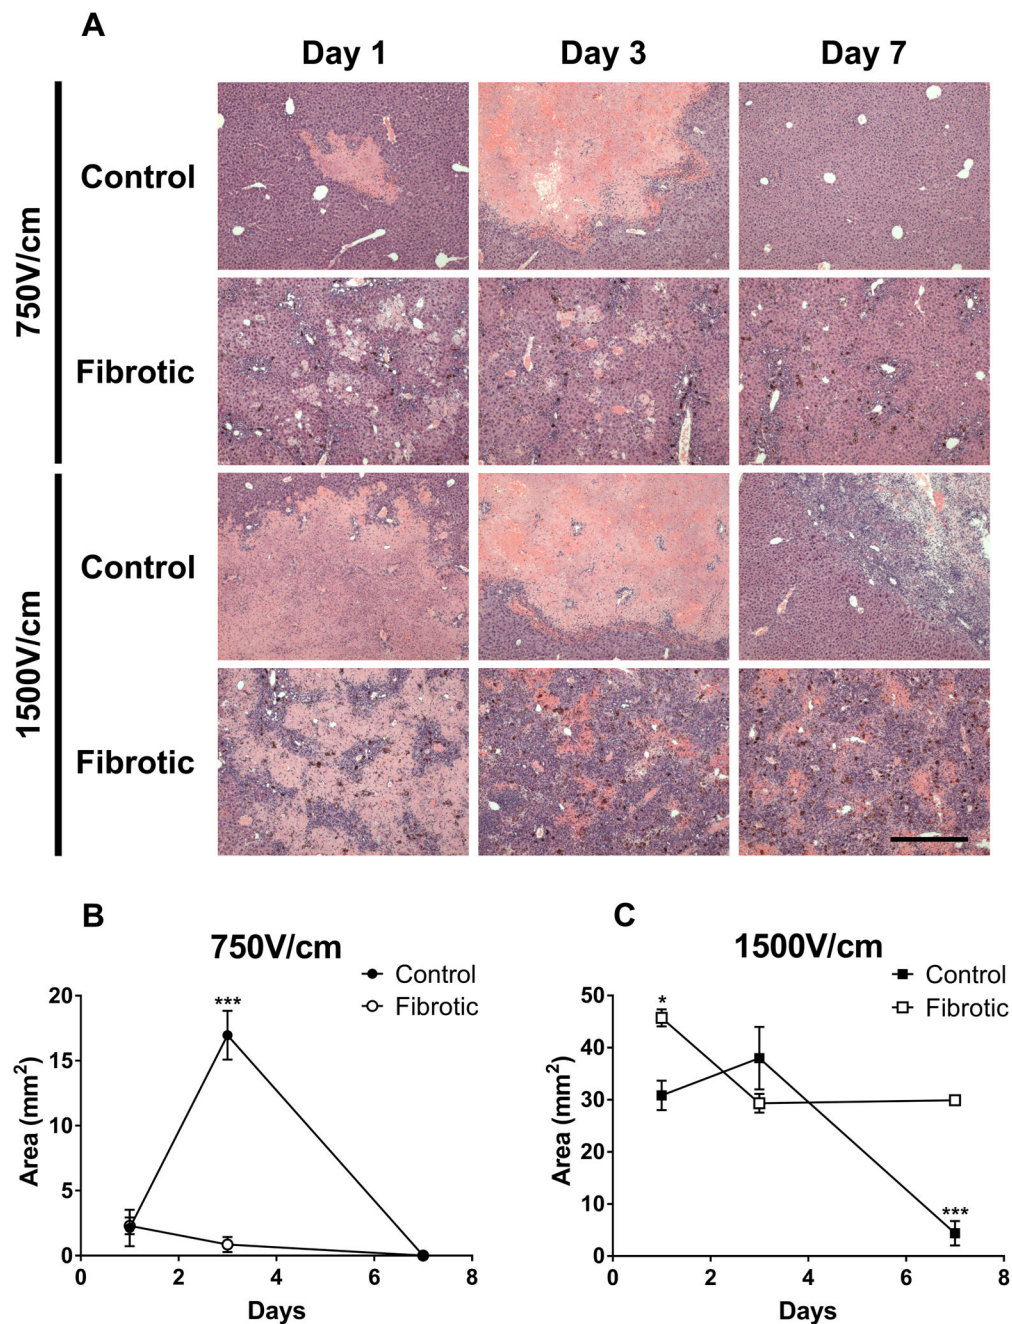 A
Day 1 Day 3 Day 7
750V/cm
Control
Fibrotic
1500V/cm
Control
Fibrotic
B
750V/cm
Control
Fibrotic
***
20
15
10
5
0
Area (mm²)
0 2 4 6 8
Days
C
1500V/cm
Control
Fibrotic
*
***
50
40
30
20
10
0
Area (mm²)
0 2 4 6 8
Days